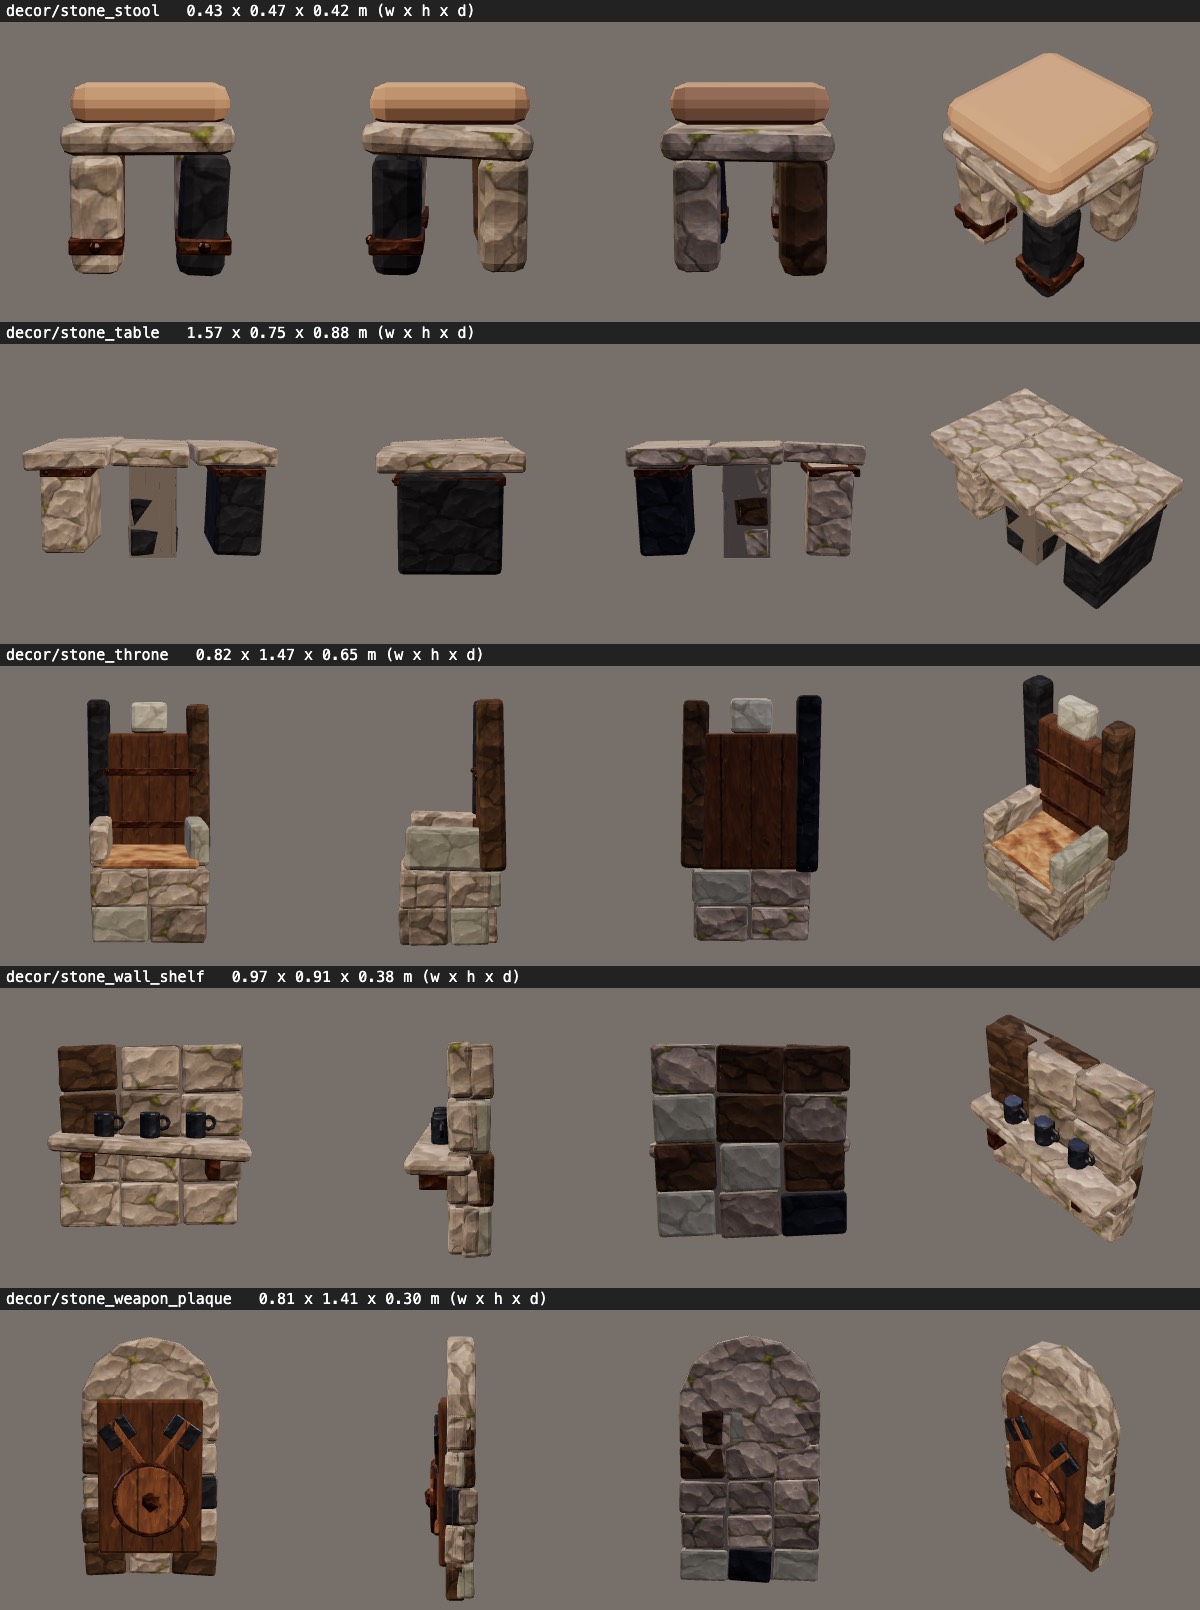 decor/stone_stool 0.43 x 0.47 x 0.42 m (w x h x d)
decor/stone_table 1.57 x 0.75 x 0.88 m (w x h x d)
decor/stone_throne 0.82 x 1.47 x 0.65 m (w x h x d)
decor/stone_wall_shelf 0.97 x 0.91 x 0.38 m (w x h x d)
decor/stone_weapon_plaque 0.81 x 1.41 x 0.30 m (w x h x d)